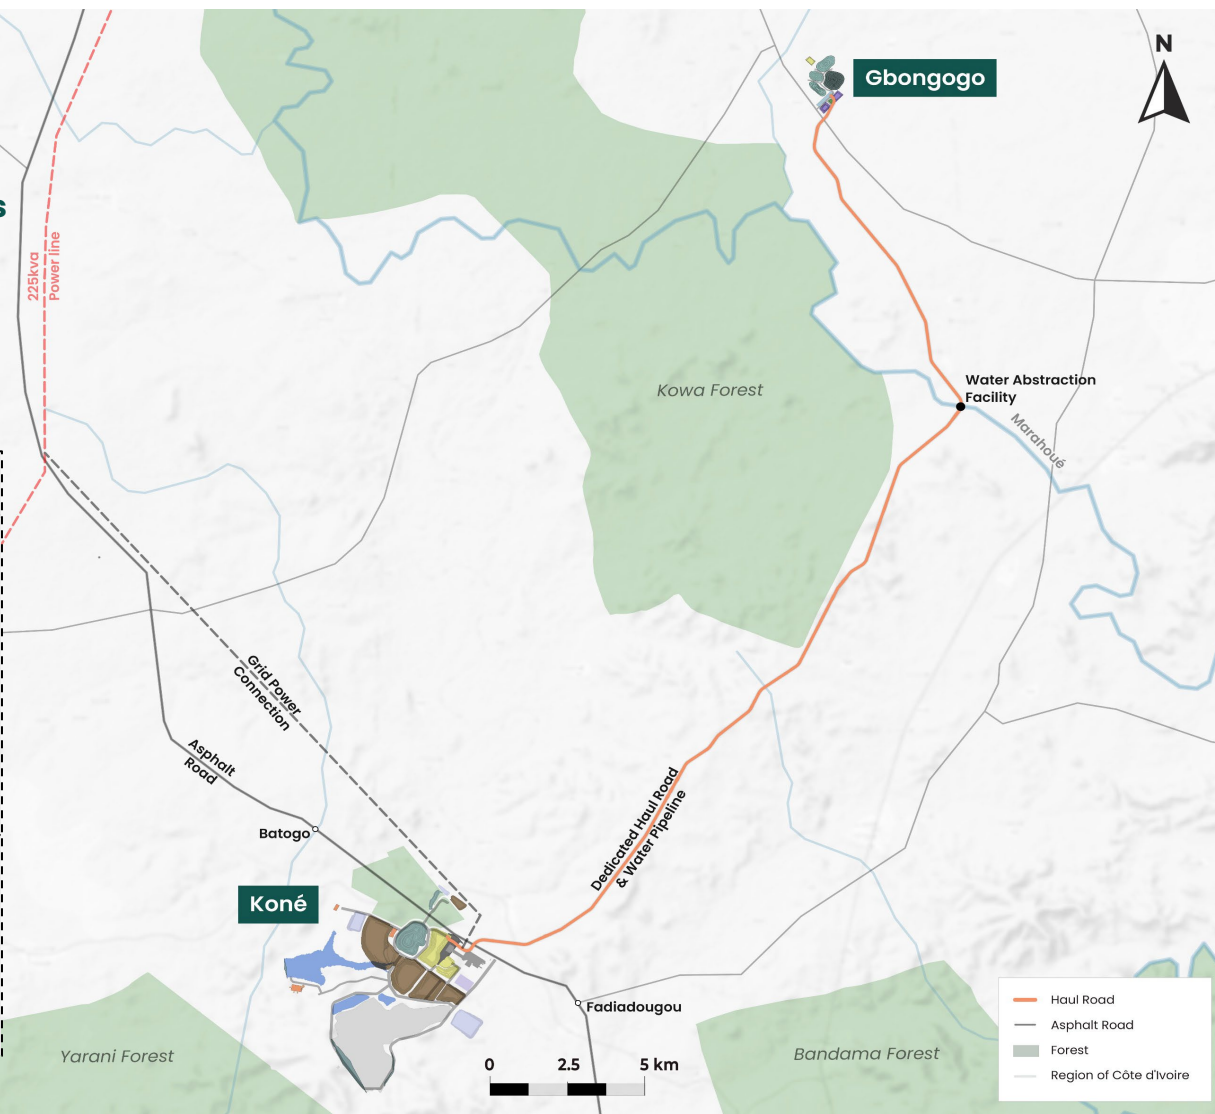 N
Gbongogo
s
225kva
Power line
Kowa Forest
Water Abstraction
Facility
Marahoué
Grid Power
Connection
Asphalt
Road
Batogo
Dedicated Haul Road
& Water Pipeline
Koné
Fadiadougou
Yarani Forest
Bandama Forest
0 2.5 5 km
Haul Road
Asphalt Road
Forest
Region of Côte d'Ivoire